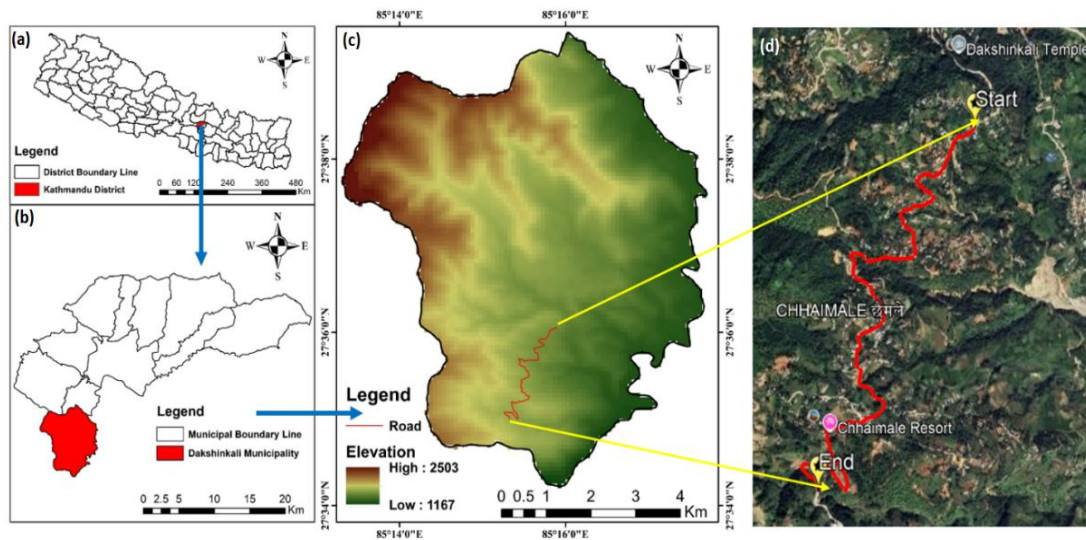 (a)
N
W E
S
Legend
District Boundary Line
Kathmandu District
0 60 120 240 360 480
Km
(b)
N
W E
S
Legend
Municipal Boundary Line
Dakshinkali Municipality
0 2.5 5 10 15 20
Km
85°14'0"E 85°16'0"E
(c)
N
W E
S
27°38'0"N 27°38'0"N
27°36'0"N 27°36'0"N
27°34'0"N 27°34'0"N
Legend
Road
Elevation
High : 2503
Low : 1167
0 0.5 1 2 3 4
Km
85°14'0"E 85°16'0"E
(d)
Dakshinkali Temple
Start
CHHAIMALE छैमले
Chhaimale Resort
End